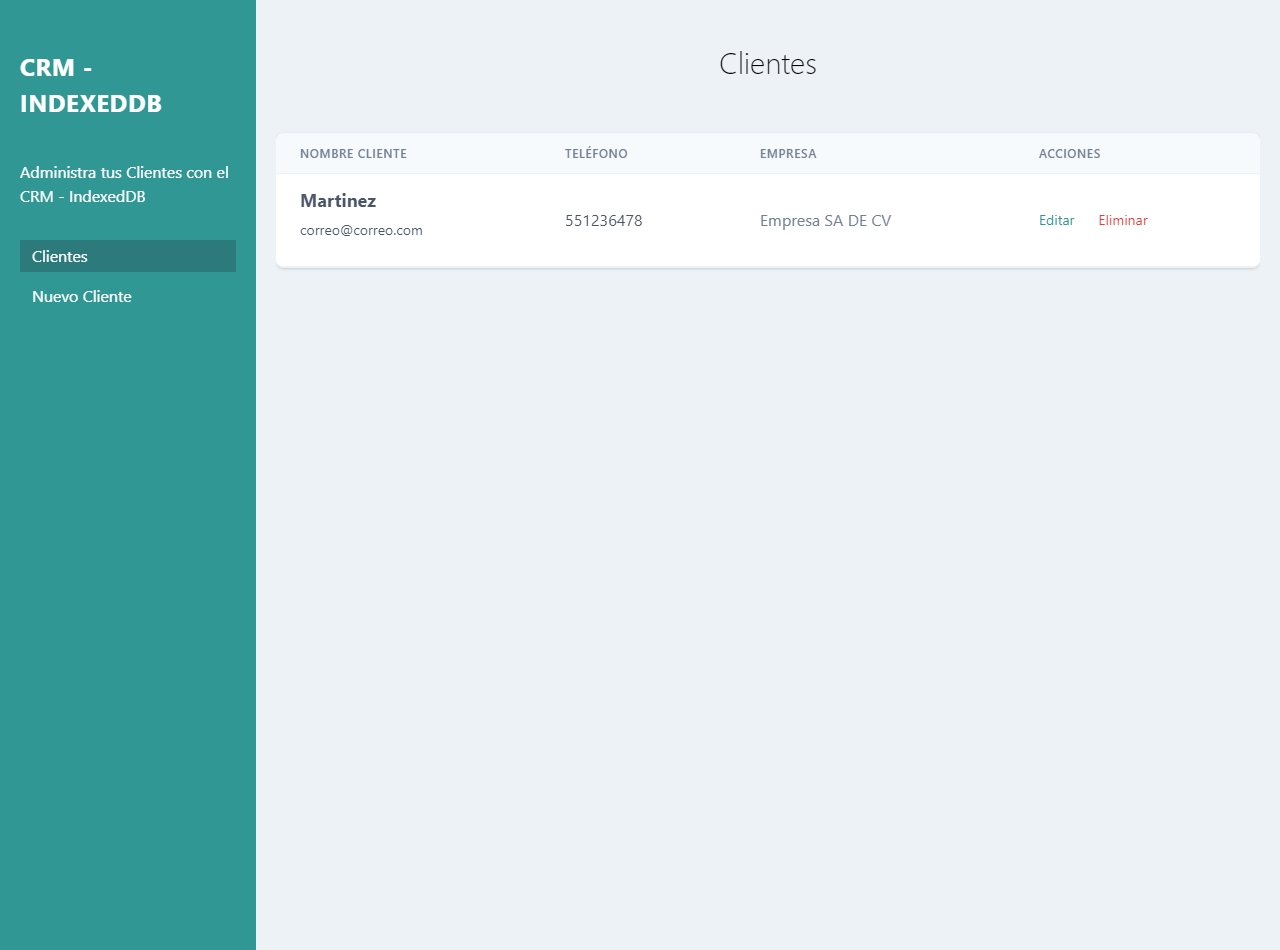 CRM -
INDEXEDDB
Administra tus Clientes con el
CRM - IndexedDB
Clientes
Nuevo Cliente
Clientes
NOMBRE CLIENTE TELÉFONO EMPRESA ACCIONES
Martinez
correo@correo.com
551236478 Empresa SA DE CV Editar Eliminar